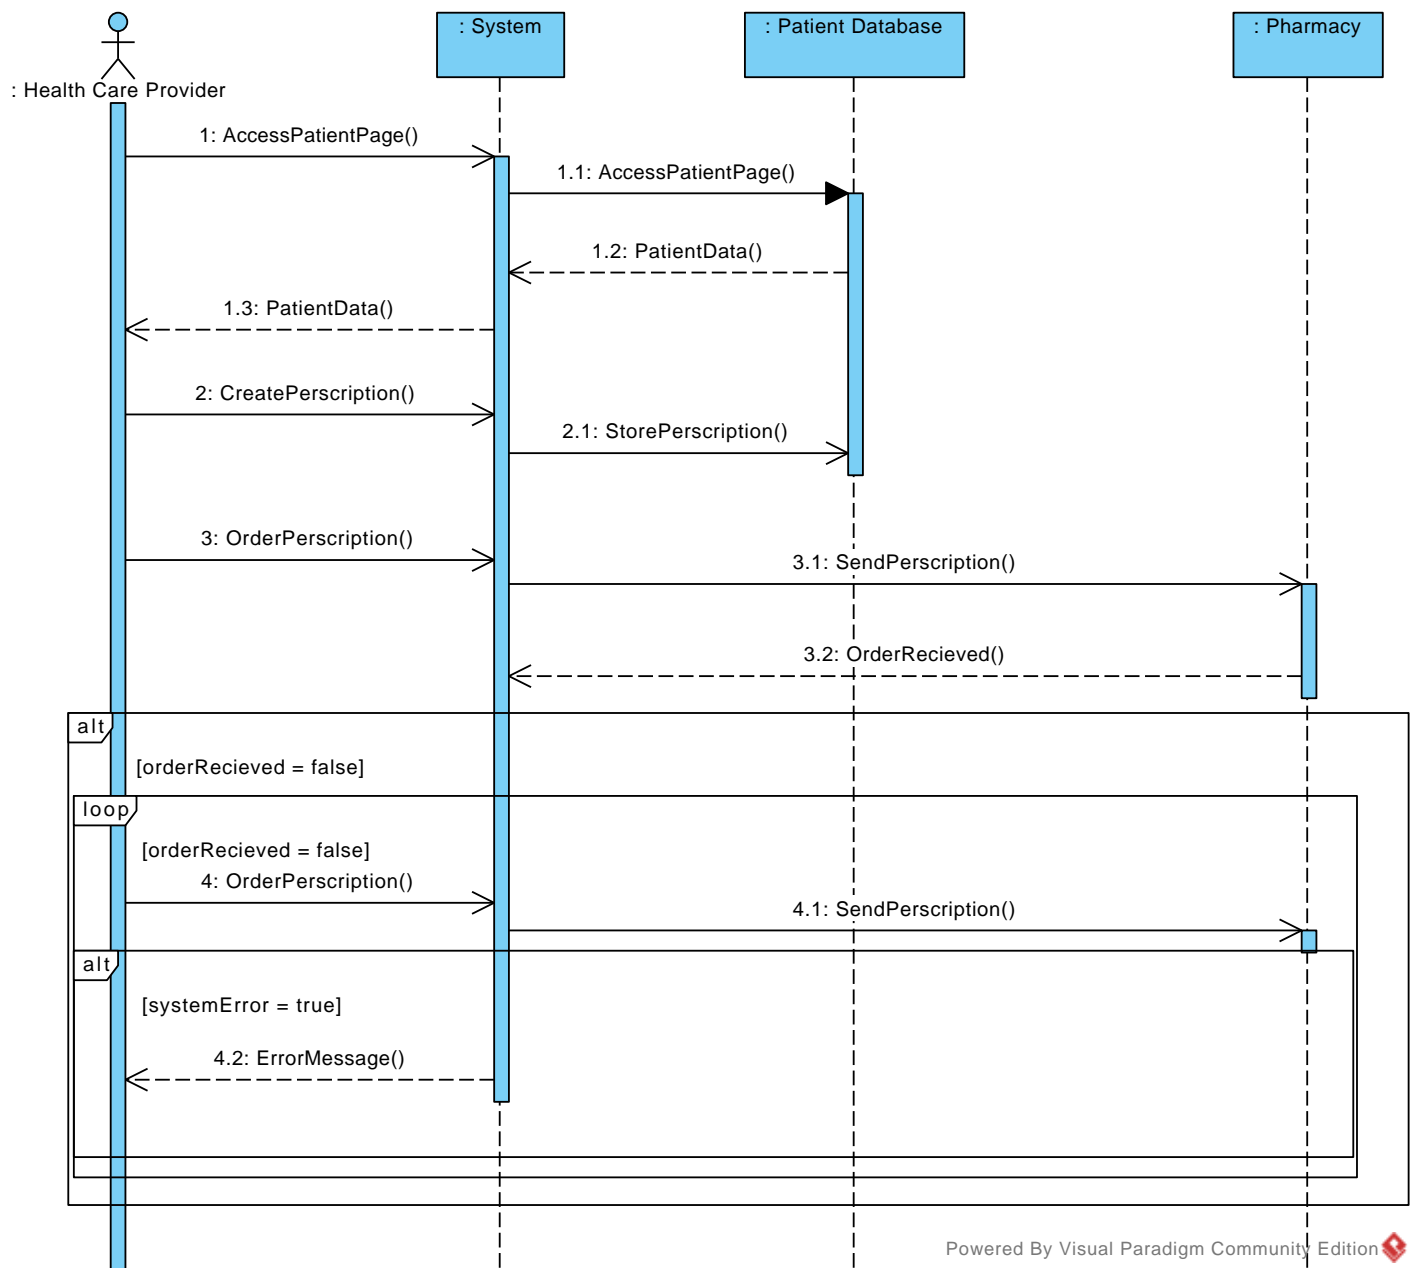 : Health Care Provider
: System
: Patient Database
: Pharmacy
1: AccessPatientPage()
1.1: AccessPatientPage()
1.2: PatientData()
1.3: PatientData()
2: CreatePerscription()
2.1: StorePerscription()
3: OrderPerscription()
3.1: SendPerscription()
3.2: OrderRecieved()
alt
[orderRecieved = false]
loop
[orderRecieved = false]
4: OrderPerscription()
4.1: SendPerscription()
alt
[systemError = true]
4.2: ErrorMessage()
Powered By Visual Paradigm Community Edition